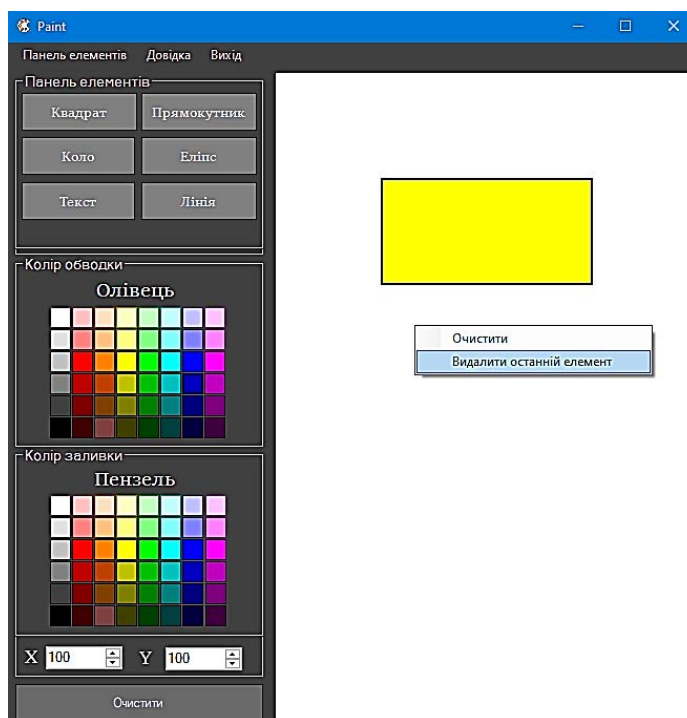 Paint
Панель елементів Довідка Вихід
Панель елементів
Квадрат Прямокутник
Коло Еліпс
Текст Лінія
Колір обводки
Олівець
Колір заливки
Пензель
X 100 Y 100
Очистити
Очистити
Видалити останній елемент